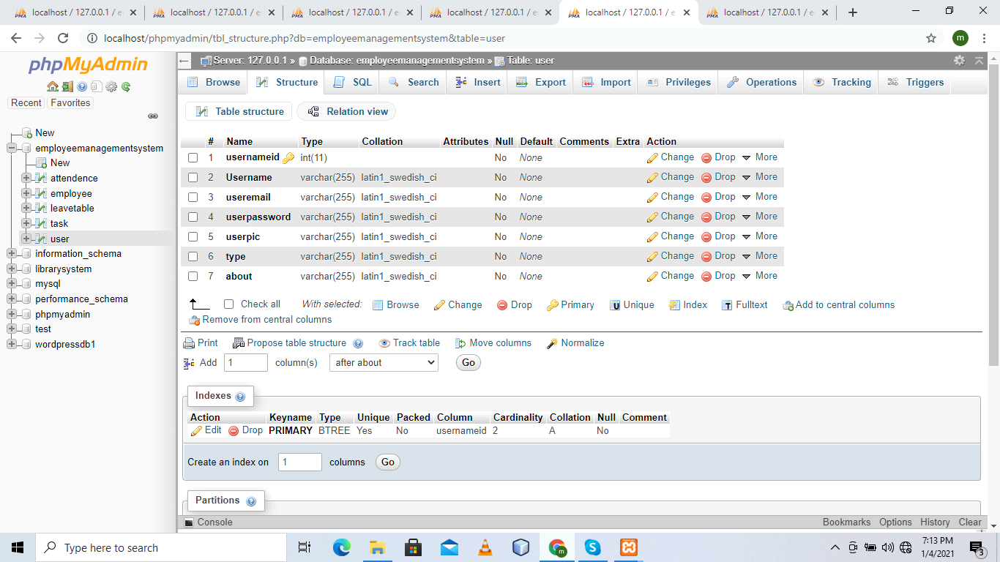 localhost / 127.0.0.1 / e localhost / 127.0.0.1 / e localhost / 127.0.0.1 / e localhost / 127.0.0.1 / e localhost / 127.0.0.1 / e localhost / 127.0.0.1 / e
localhost/phpmyadmin/tbl_structure.php?db=employeemanagementsystem&table=user
m
phpMyAdmin
Recent Favorites
New
employeemanagementsystem
New
attendence
employee
leavetable
task
user
information_schema
librarysystem
mysql
performance_schema
phpmyadmin
test
wordpressdb1
Server: 127.0.0.1 » Database: employeemanagementsystem » Table: user
Browse Structure SQL Search Insert Export Import Privileges Operations Tracking Triggers
Table structure Relation view
# Name Type Collation Attributes Null Default Comments Extra Action
1 usernameid int(11) No None Change Drop More
2 Username varchar(255) latin1_swedish_ci No None Change Drop More
3 useremail varchar(255) latin1_swedish_ci No None Change Drop More
4 userpassword varchar(255) latin1_swedish_ci No None Change Drop More
5 userpic varchar(255) latin1_swedish_ci No None Change Drop More
6 type varchar(255) latin1_swedish_ci No None Change Drop More
7 about varchar(255) latin1_swedish_ci No None Change Drop More
Check all With selected: Browse Change Drop Primary Unique Index Fulltext Add to central columns
Remove from central columns
Print Propose table structure Track table Move columns Normalize
Add 1 column(s) after about Go
Indexes
Action Keyname Type Unique Packed Column Cardinality Collation Null Comment
Edit Drop PRIMARY BTREE Yes No usernameid 2 A No
Create an index on 1 columns Go
Partitions
Console Bookmarks Options History Clear
Type here to search
7:13 PM
1/4/2021
3